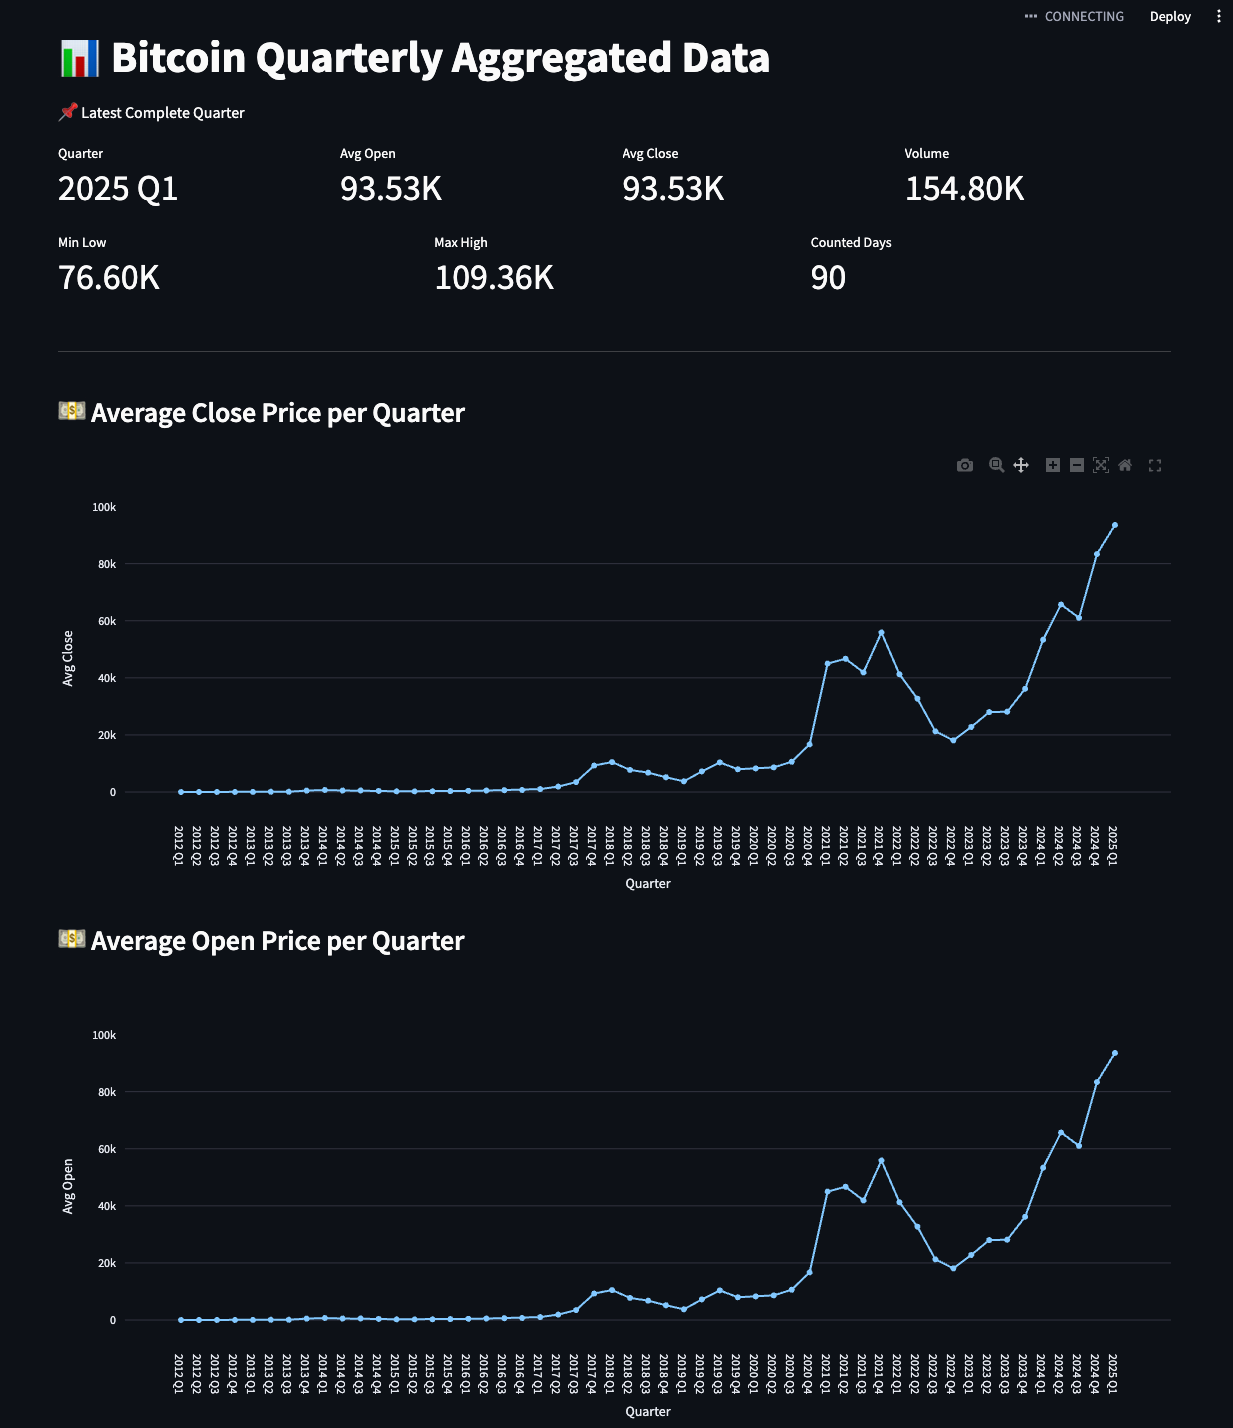 CONNECTING Deploy
Bitcoin Quarterly Aggregated Data
Latest Complete Quarter
Quarter Avg Open Avg Close Volume
2025 Q1 93.53K 93.53K 154.80K
Min Low Max High Counted Days
76.60K 109.36K 90
Average Close Price per Quarter
100k
80k
60k
40k
20k
0
Avg Close
2012 Q1 2012 Q2 2012 Q3 2012 Q4 2013 Q1 2013 Q2 2013 Q3 2013 Q4 2014 Q1 2014 Q2 2014 Q3 2014 Q4 2015 Q1 2015 Q2 2015 Q3 2015 Q4 2016 Q1 2016 Q2 2016 Q3 2016 Q4 2017 Q1 2017 Q2 2017 Q3 2017 Q4 2018 Q1 2018 Q2 2018 Q3 2018 Q4 2019 Q1 2019 Q2 2019 Q3 2019 Q4 2020 Q1 2020 Q2 2020 Q3 2020 Q4 2021 Q1 2021 Q2 2021 Q3 2021 Q4 2022 Q1 2022 Q2 2022 Q3 2022 Q4 2023 Q1 2023 Q2 2023 Q3 2023 Q4 2024 Q1 2024 Q2 2024 Q3 2024 Q4 2025 Q1
Quarter
Average Open Price per Quarter
100k
80k
60k
40k
20k
0
Avg Open
2012 Q1 2012 Q2 2012 Q3 2012 Q4 2013 Q1 2013 Q2 2013 Q3 2013 Q4 2014 Q1 2014 Q2 2014 Q3 2014 Q4 2015 Q1 2015 Q2 2015 Q3 2015 Q4 2016 Q1 2016 Q2 2016 Q3 2016 Q4 2017 Q1 2017 Q2 2017 Q3 2017 Q4 2018 Q1 2018 Q2 2018 Q3 2018 Q4 2019 Q1 2019 Q2 2019 Q3 2019 Q4 2020 Q1 2020 Q2 2020 Q3 2020 Q4 2021 Q1 2021 Q2 2021 Q3 2021 Q4 2022 Q1 2022 Q2 2022 Q3 2022 Q4 2023 Q1 2023 Q2 2023 Q3 2023 Q4 2024 Q1 2024 Q2 2024 Q3 2024 Q4 2025 Q1
Quarter